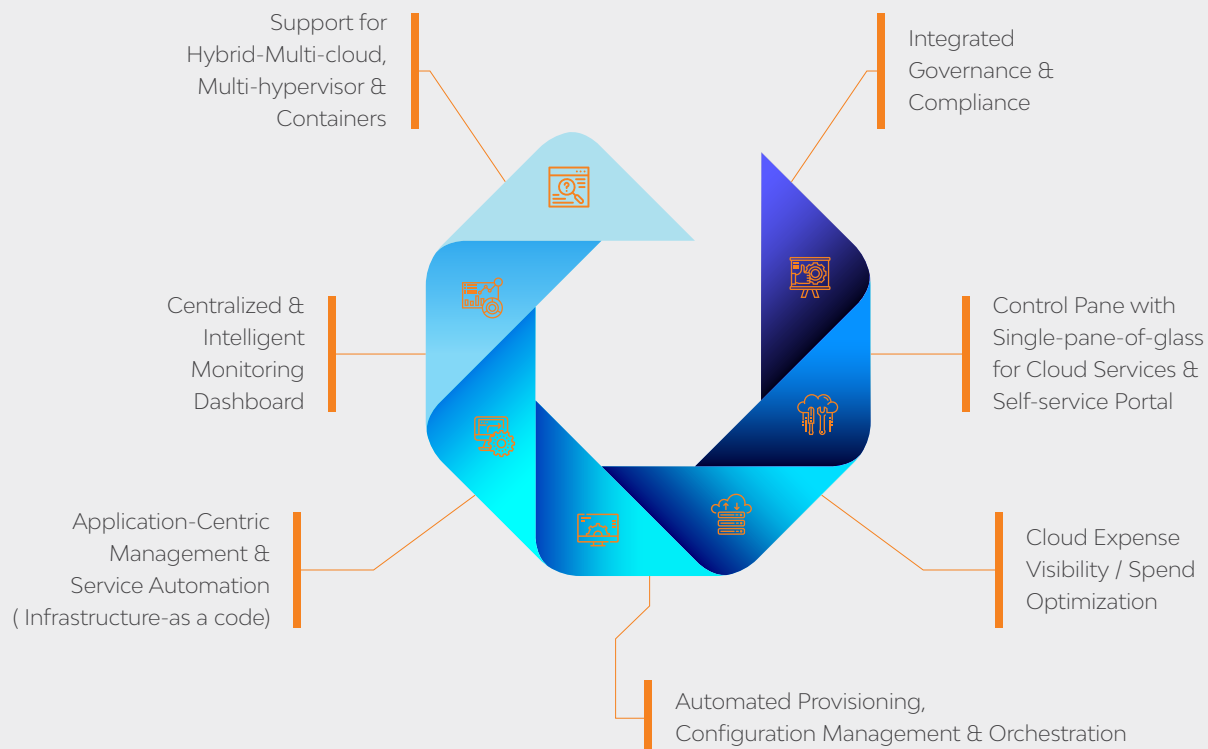 Support for
Hybrid-Multi-cloud,
Multi-hypervisor &
Containers
Integrated
Governance &
Compliance
Centralized &
Intelligent
Monitoring
Dashboard
Control Pane with
Single-pane-of-glass
for Cloud Services &
Self-service Portal
Application-Centric
Management &
Service Automation
( Infrastructure-as a code)
Cloud Expense
Visibility / Spend
Optimization
Automated Provisioning,
Configuration Management & Orchestration